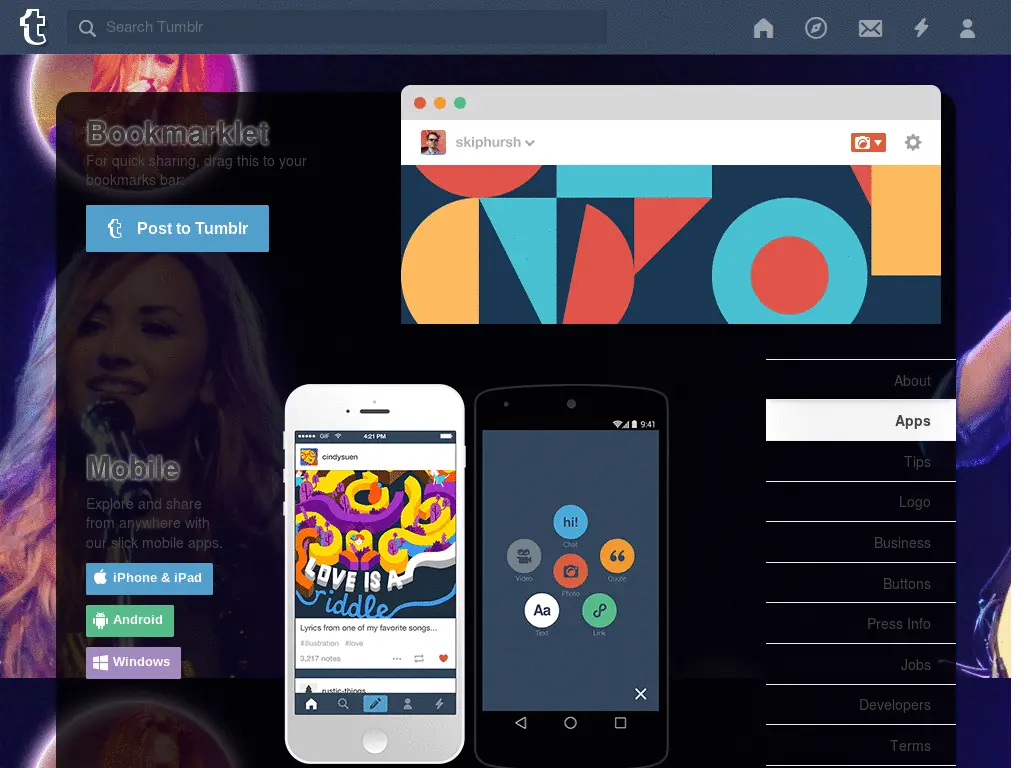 Search Tumblr
Bookmarklet
For quick sharing, drag this to your
bookmarks bar:
Post to Tumblr
skiphursh
Mobile
Explore and share
from anywhere with
our slick mobile apps.
iPhone & iPad
Android
Windows
GIF 4:21 PM
cindysuen
LOVE IS A
riddle
Lyrics from one of my favorite songs...
#illustration #love
3,217 notes
rustic-things
9:41
hi!
Chat
Video
Photo
Quote
Aa
Text
Link
About
Apps
Tips
Logo
Business
Buttons
Press Info
Jobs
Developers
Terms